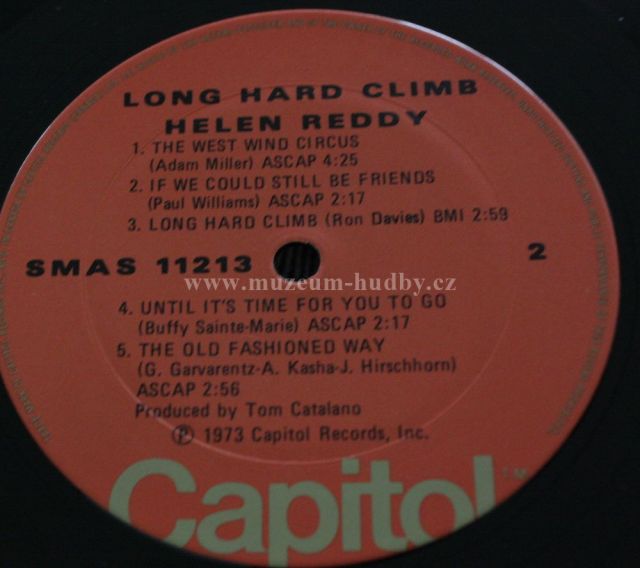 LONG HARD CLIMB
HELEN REDDY
1. THE WEST WIND CIRCUS
(Adam Miller) ASCAP 4:25
2. IF WE COULD STILL BE FRIENDS
(Paul Williams) ASCAP 2:17
3. LONG HARD CLIMB (Ron Davies) BMI 2:59
SMAS 11213
2
www.muzeum-hudby.cz
4. UNTIL IT'S TIME FOR YOU TO GO
(Buffy Sainte-Marie) ASCAP 2:17
5. THE OLD FASHIONED WAY
(G. Garvarentz-A. Kasha-J. Hirschhorn)
ASCAP 2:56
Produced by Tom Catalano
℗ 1973 Capitol Records, Inc.
Capitol
T.M.